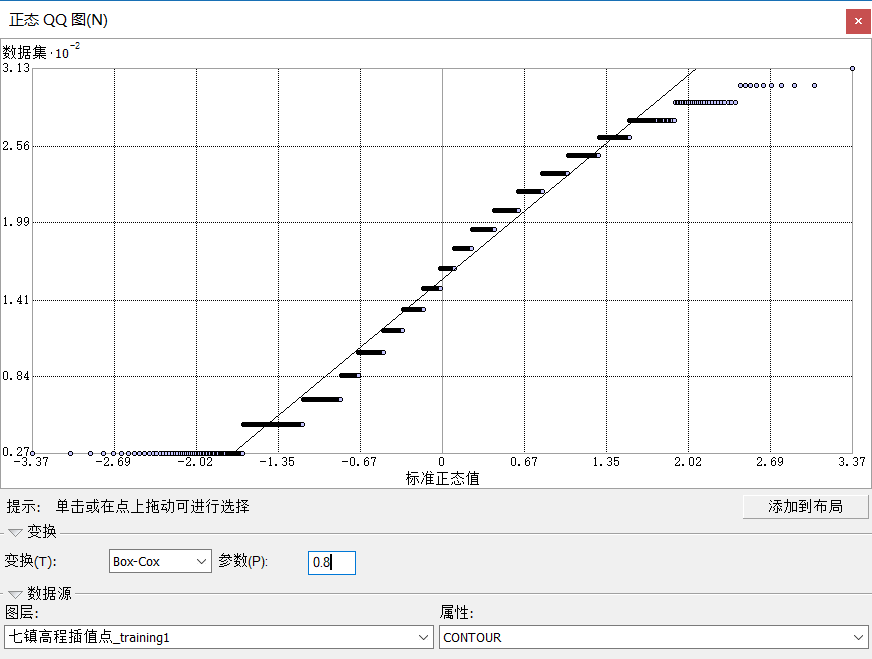 正态 QQ 图(N)
数据集·10⁻²
3.13
2.56
1.99
1.41
0.84
0.27
-3.37 -2.69 -2.02 -1.35 -0.67 0 0.67 1.35 2.02 2.69 3.37
标准正态值
提示: 单击或在点上拖动可进行选择
添加到布局
变换
变换(T): Box-Cox 参数(P): 0.8
数据源
图层: 属性:
七镇高程插值点_training1 CONTOUR